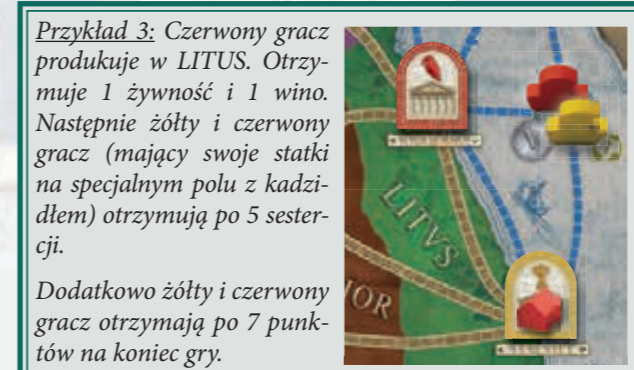 Przykład 3: Czerwony gracz
produkuje w LITUS. Otrzy-
muje 1 żywność i 1 wino.
Następnie żółty i czerwony
gracz (mający swoje statki
na specjalnym polu z kadzi-
dłem) otrzymują po 5 sester-
cji.
Dodatkowo żółty i czerwony
gracz otrzymają po 7 punk-
tów na koniec gry.
LITVS
IOR